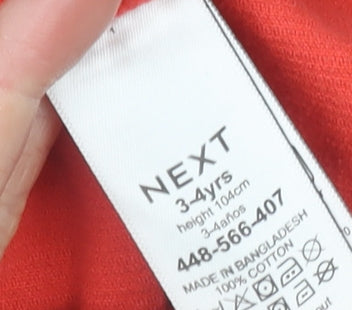 NEXT
3-4yrs
height 104cm
3-4años
448-566-407
MADE IN BANGLADESH
100% COTTON